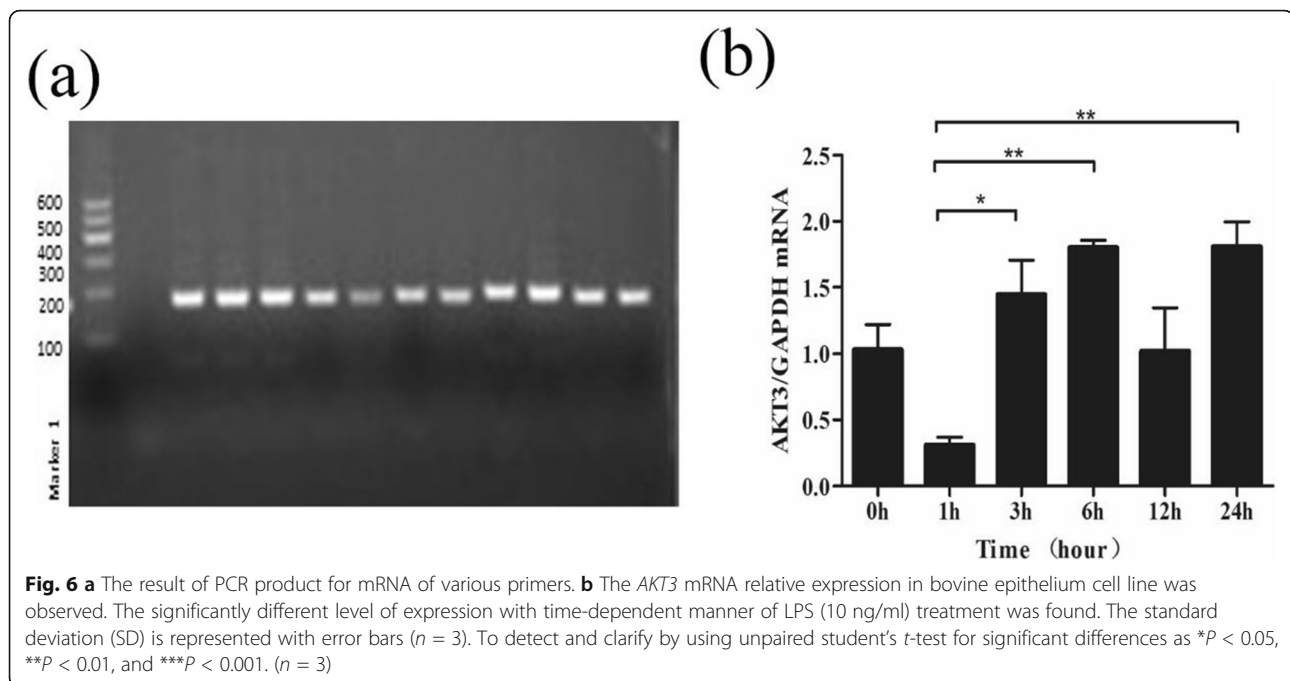 (a)
600
500
400
300
200
100
Marker 1
(b)
AKT3/GAPDH mRNA
2.5
2.0
1.5
1.0
0.5
0.0
**
**
*
0h 1h 3h 6h 12h 24h
Time (hour)
Fig. 6 a The result of PCR product for mRNA of various primers. b The AKT3 mRNA relative expression in bovine epithelium cell line was
observed. The significantly different level of expression with time-dependent manner of LPS (10 ng/ml) treatment was found. The standard
deviation (SD) is represented with error bars (n = 3). To detect and clarify by using unpaired student's t-test for significant differences as *P < 0.05,
**P < 0.01, and ***P < 0.001. (n = 3)